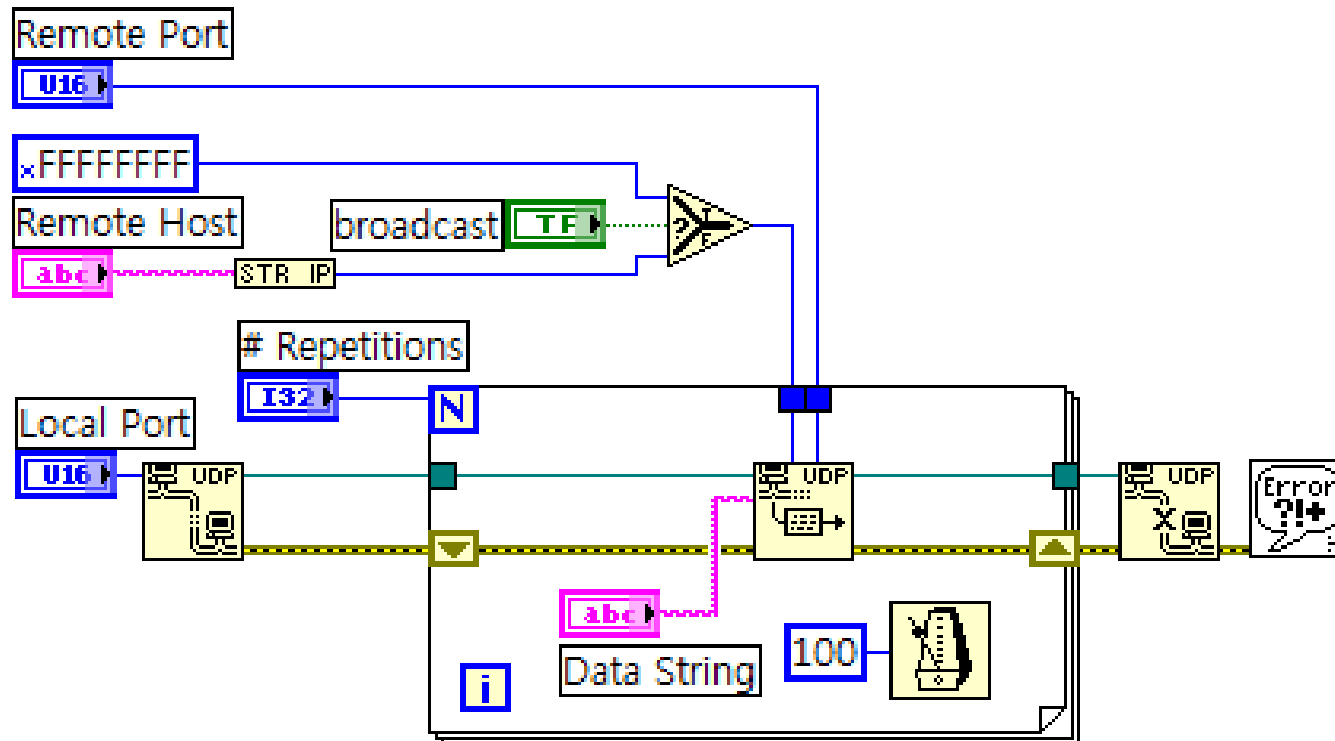 Remote Port
U16
xFFFFFFFF
Remote Host
broadcast
TF
abc
STR IP
?
T
F
# Repetitions
I32
N
Local Port
U16
UDP
UDP
UDP
X
Error
?!+
abc
Data String
100
i